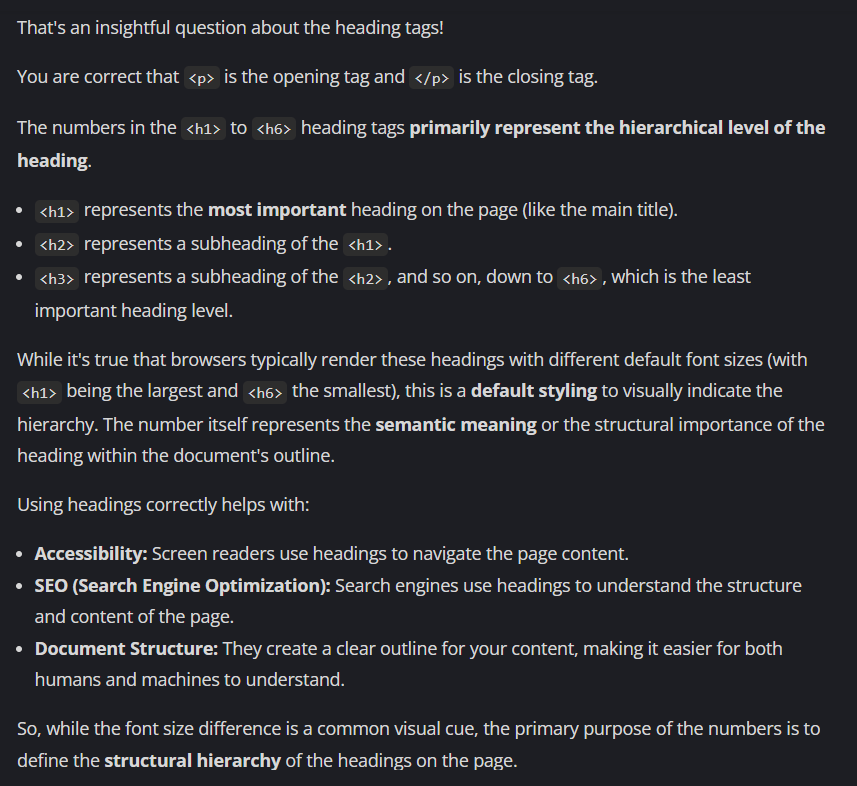 That's an insightful question about the heading tags!
You are correct that <p> is the opening tag and </p> is the closing tag.
The numbers in the <h1> to <h6> heading tags primarily represent the hierarchical level of the
heading.
• <h1> represents the most important heading on the page (like the main title).
• <h2> represents a subheading of the <h1>.
• <h3> represents a subheading of the <h2>, and so on, down to <h6>, which is the least
important heading level.
While it's true that browsers typically render these headings with different default font sizes (with
<h1> being the largest and <h6> the smallest), this is a default styling to visually indicate the
hierarchy. The number itself represents the semantic meaning or the structural importance of the
heading within the document's outline.
Using headings correctly helps with:
• Accessibility: Screen readers use headings to navigate the page content.
• SEO (Search Engine Optimization): Search engines use headings to understand the structure
and content of the page.
• Document Structure: They create a clear outline for your content, making it easier for both
humans and machines to understand.
So, while the font size difference is a common visual cue, the primary purpose of the numbers is to
define the structural hierarchy of the headings on the page.